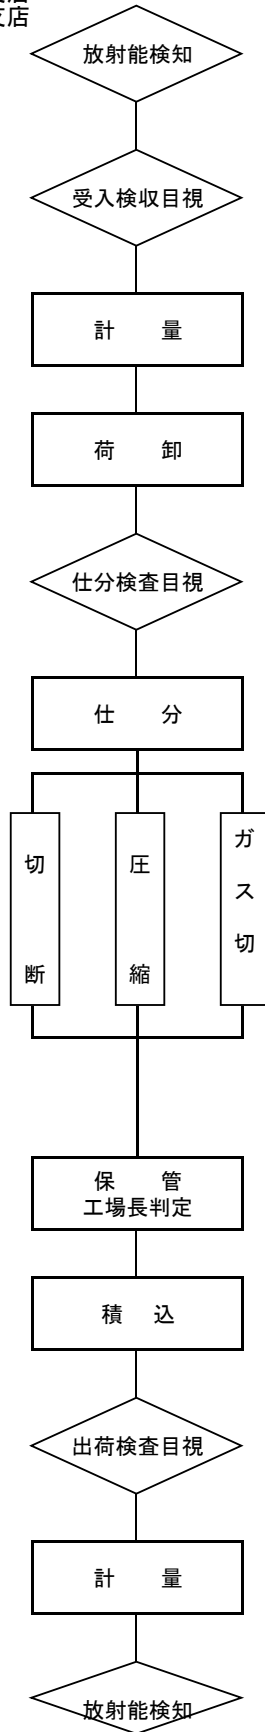 支店
放射能検知
受入検収目視
計　　量
荷　　卸
仕分検査目視
仕　　分
切断
圧縮
ガス切
保　　管
工場長判定
積　込
出荷検査目視
計　　量
放射能検知